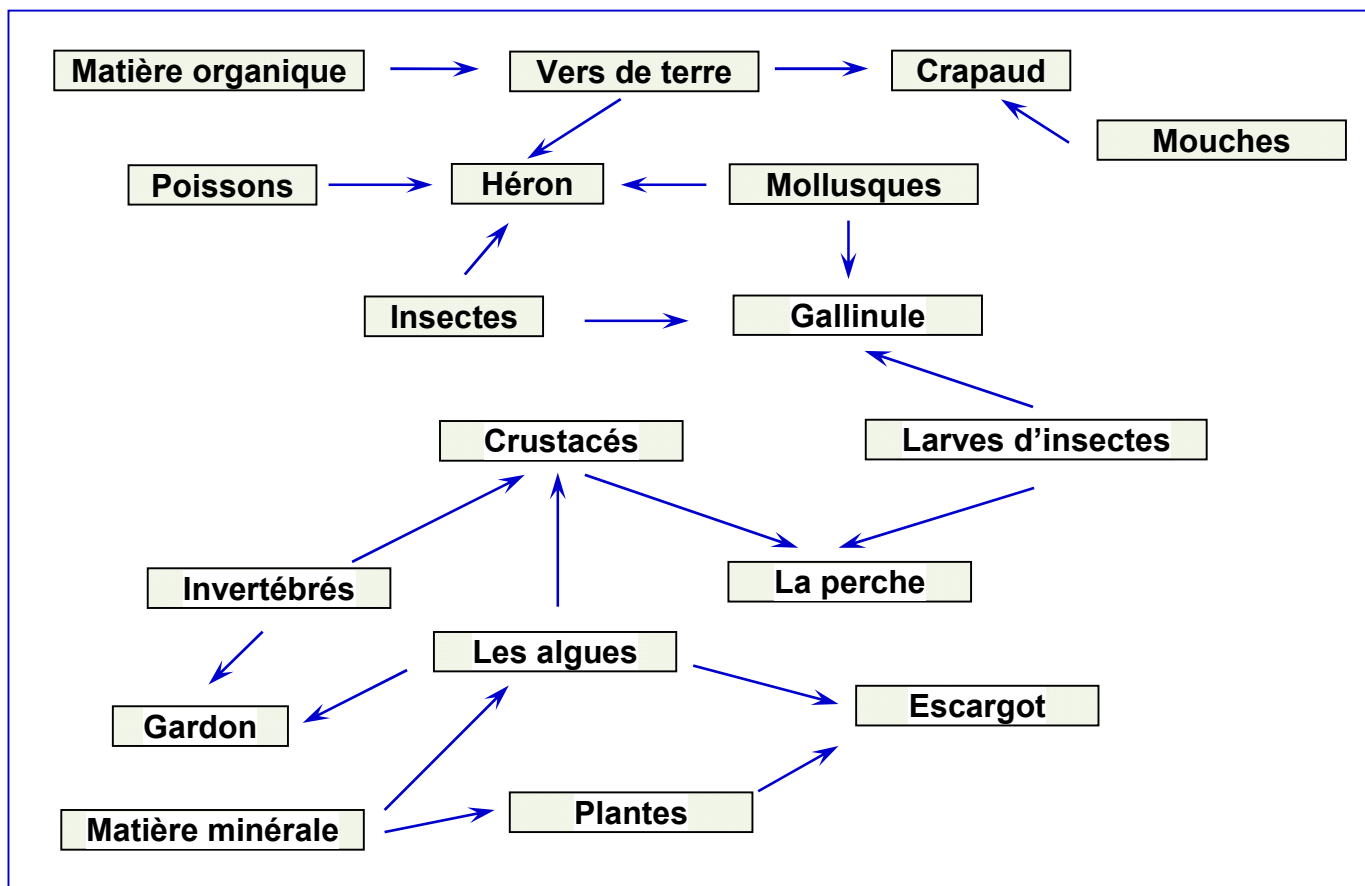 Matière organique
Vers de terre
Crapaud
Mouches
Poissons
Héron
Mollusques
Insectes
Gallinule
Crustacés
Larves d’insectes
Invertébrés
La perche
Les algues
Escargot
Gardon
Plantes
Matière minérale